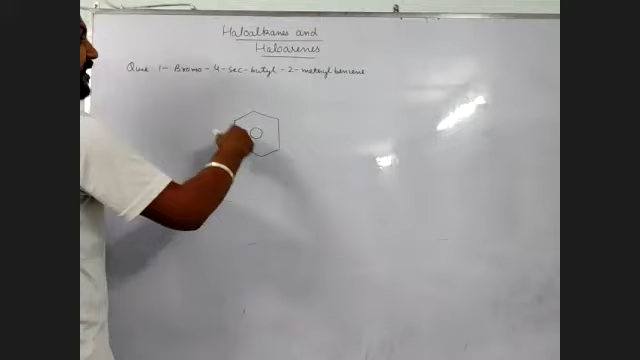 Haloalkanes and
Haloarenes
Que 1- Bromo - 4 - sec - butyl - 2 - methyl benzene